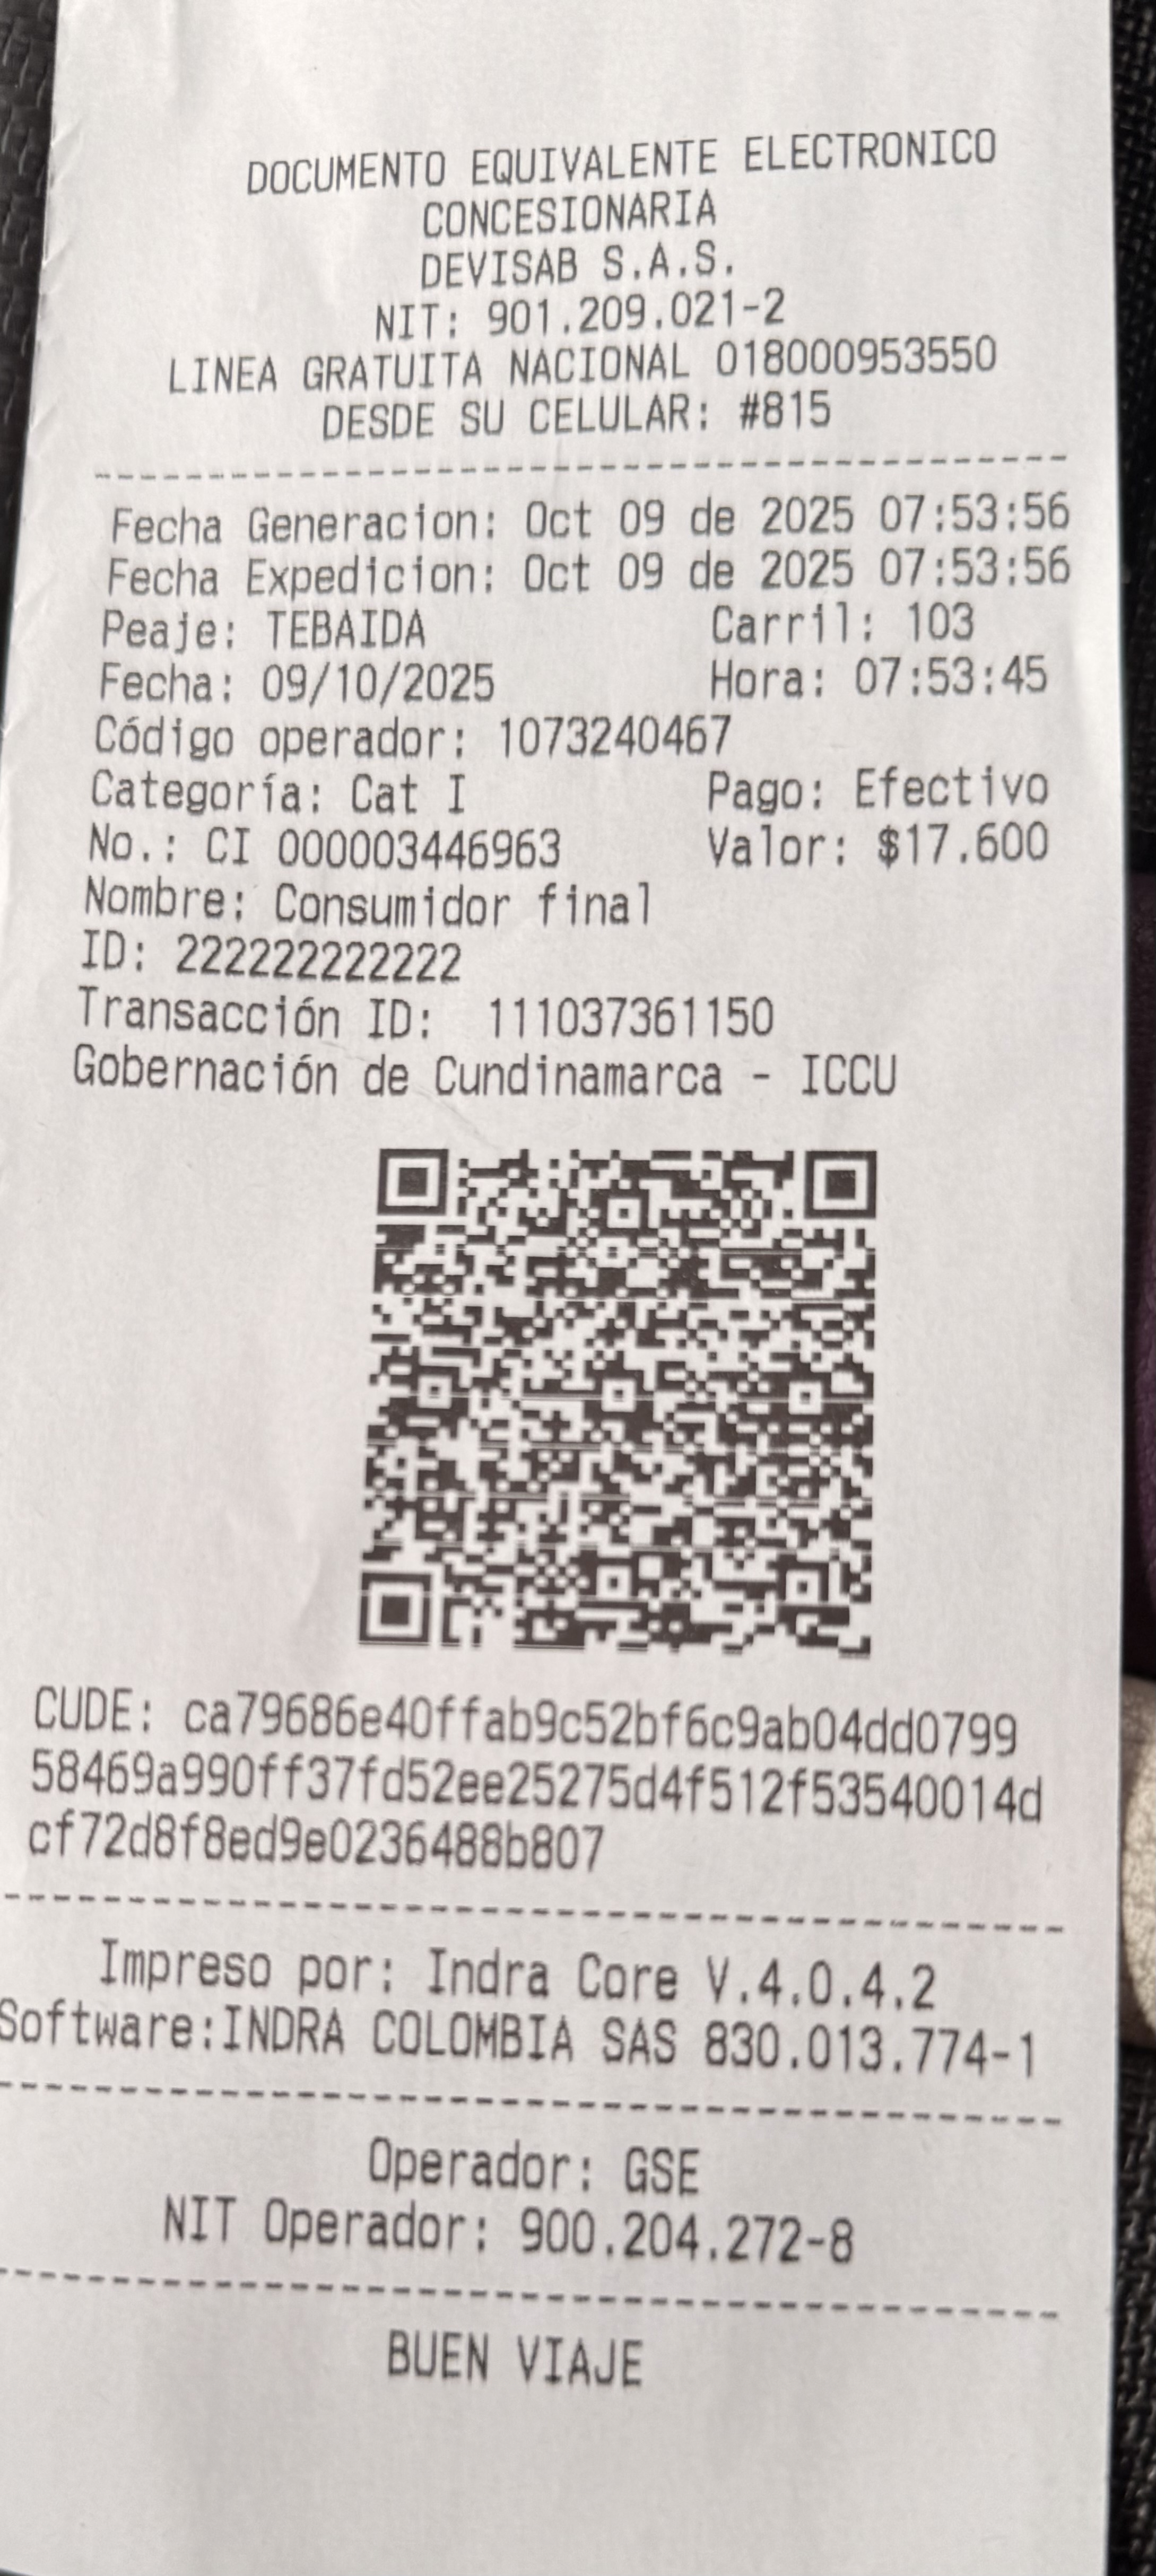 DOCUMENTO EQUIVALENTE ELECTRONICO
CONCESIONARIA
DEVISAB S.A.S.
NIT: 901.209.021-2
LINEA GRATUITA NACIONAL 018000953550
DESDE SU CELULAR: #815
Fecha Generacion: Oct 09 de 2025 07:53:56
Fecha Expedicion: Oct 09 de 2025 07:53:56
Peaje: TEBAIDA Carril: 103
Fecha: 09/10/2025 Hora: 07:53:45
Código operador: 1073240467
Categoría: Cat I Pago: Efectivo
No.: CI 000003446963 Valor: $17.600
Nombre: Consumidor final
ID: 222222222222
Transacción ID: 111037361150
Gobernación de Cundinamarca - ICCU
CUDE: ca79686e40ffab9c52bf6c9ab04dd0799
58469a990ff37fd52ee25275d4f512f53540014d
cf72d8f8ed9e0236488b807
Impreso por: Indra Core V.4.0.4.2
Software:INDRA COLOMBIA SAS 830.013.774-1
Operador: GSE
NIT Operador: 900.204.272-8
BUEN VIAJE